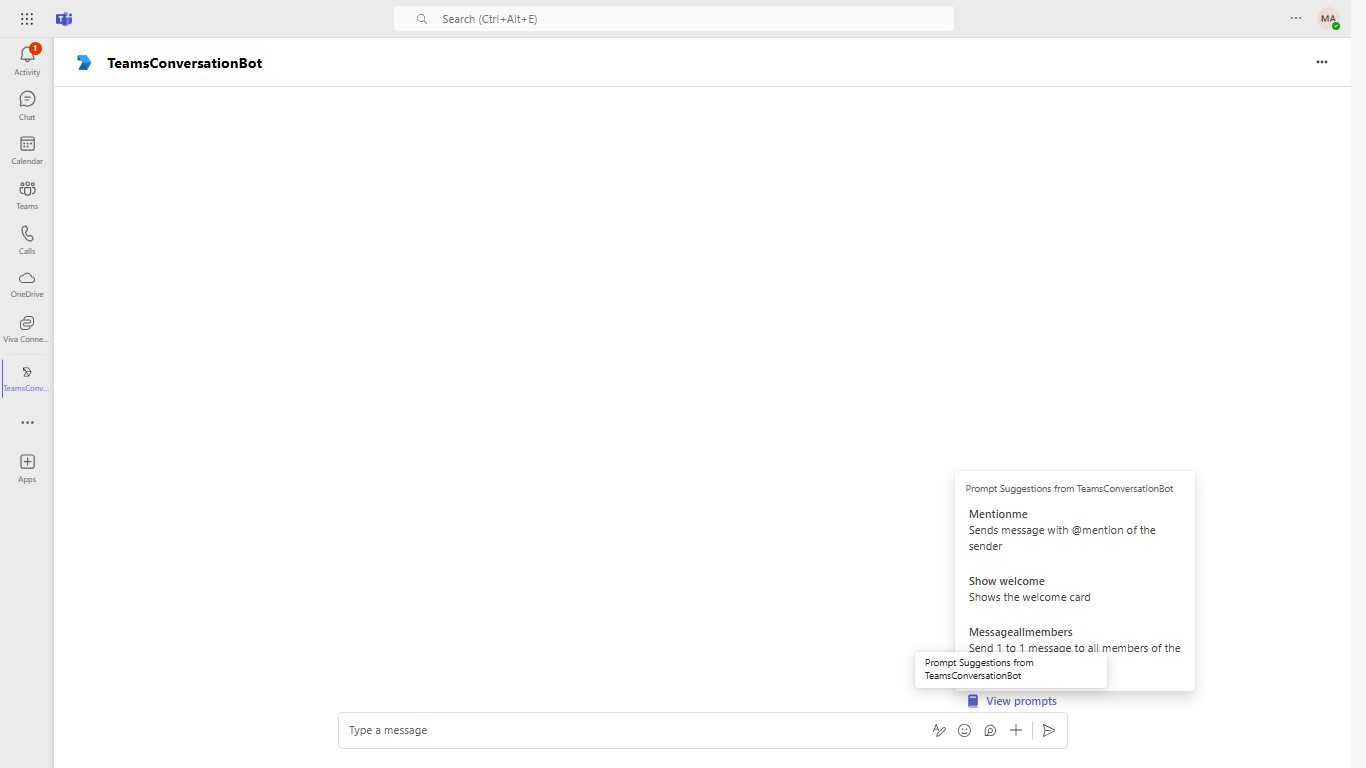 Search (Ctrl+Alt+E)
MA
1
Activity
Chat
Calendar
Teams
Calls
OneDrive
Viva Conne...
TeamsConv...
Apps
TeamsConversationBot
Prompt Suggestions from TeamsConversationBot
Mentionme
Sends message with @mention of the
sender
Show welcome
Shows the welcome card
Messageallmembers
Send 1 to 1 message to all members of the
Prompt Suggestions from
TeamsConversationBot
View prompts
Type a message